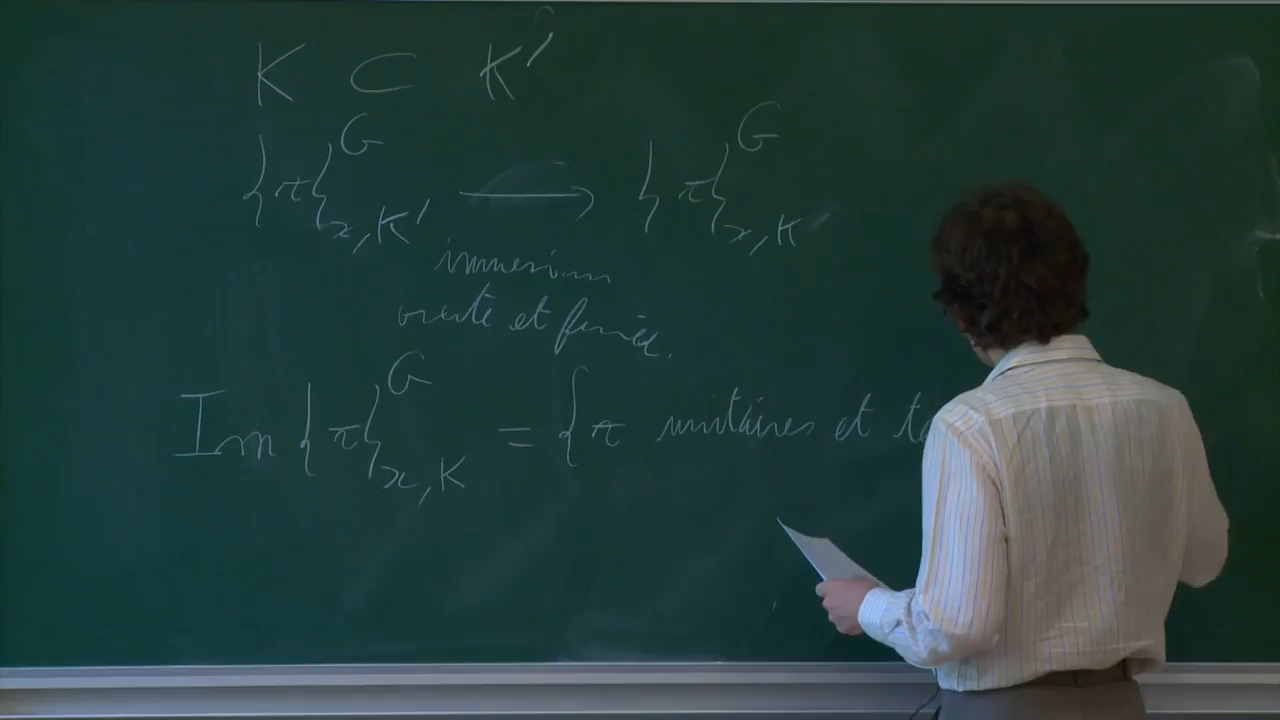 K ⊂ K'
{π}^G_{x,K'} → {π}^G_{x,K}
immersion
ouverte et fermée.
Im {π}^G_{x,K} = {π unitaires et